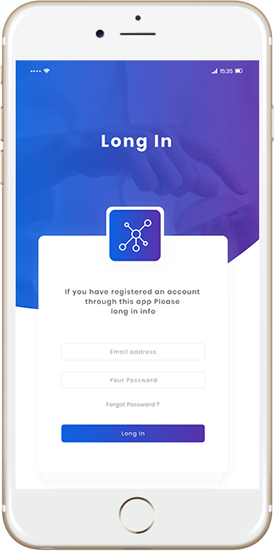 15:35
Long In
If you have registered an account
through this app Please
long in info
Email address
Your Password
Forgot Password ?
Long In